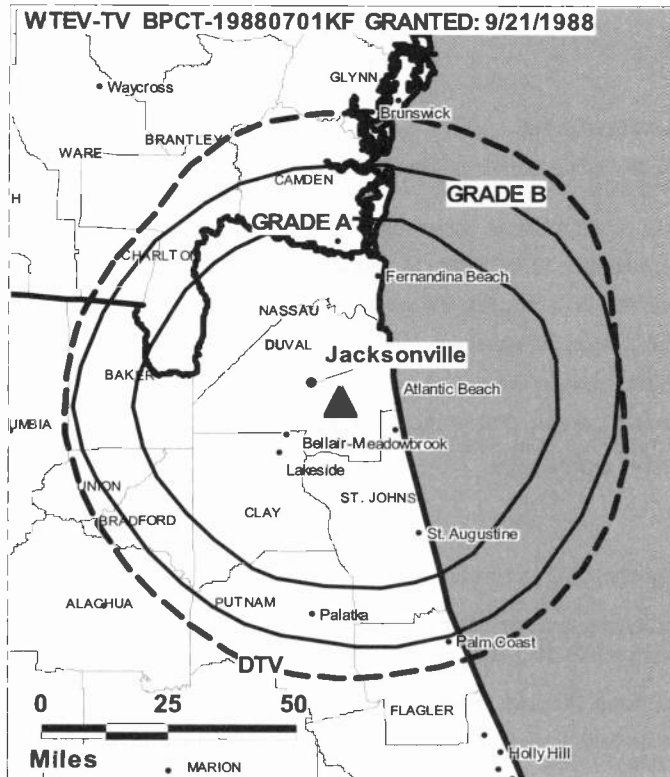 WTEV-TV BPCT-19880701KF GRANTED: 9/21/1988
GLYNN
Waycross
Brunswick
BRANTLEY
WARE
CAMDEN
H
GRADE B
GRADE A
CHARLTON
Fernandina Beach
NASSAU
DUVAL
Jacksonville
BAKER
Atlantic Beach
UMBIA
Bellair-Meadowbrook
Lakeside
UNION
ST. JOHNS
CLAY
BRADFORD
St. Augustine
ALACHUA
PUTNAM
Palatka
Palm Coast
DTV
0 25 50
FLAGLER
Miles
Holly Hill
MARION